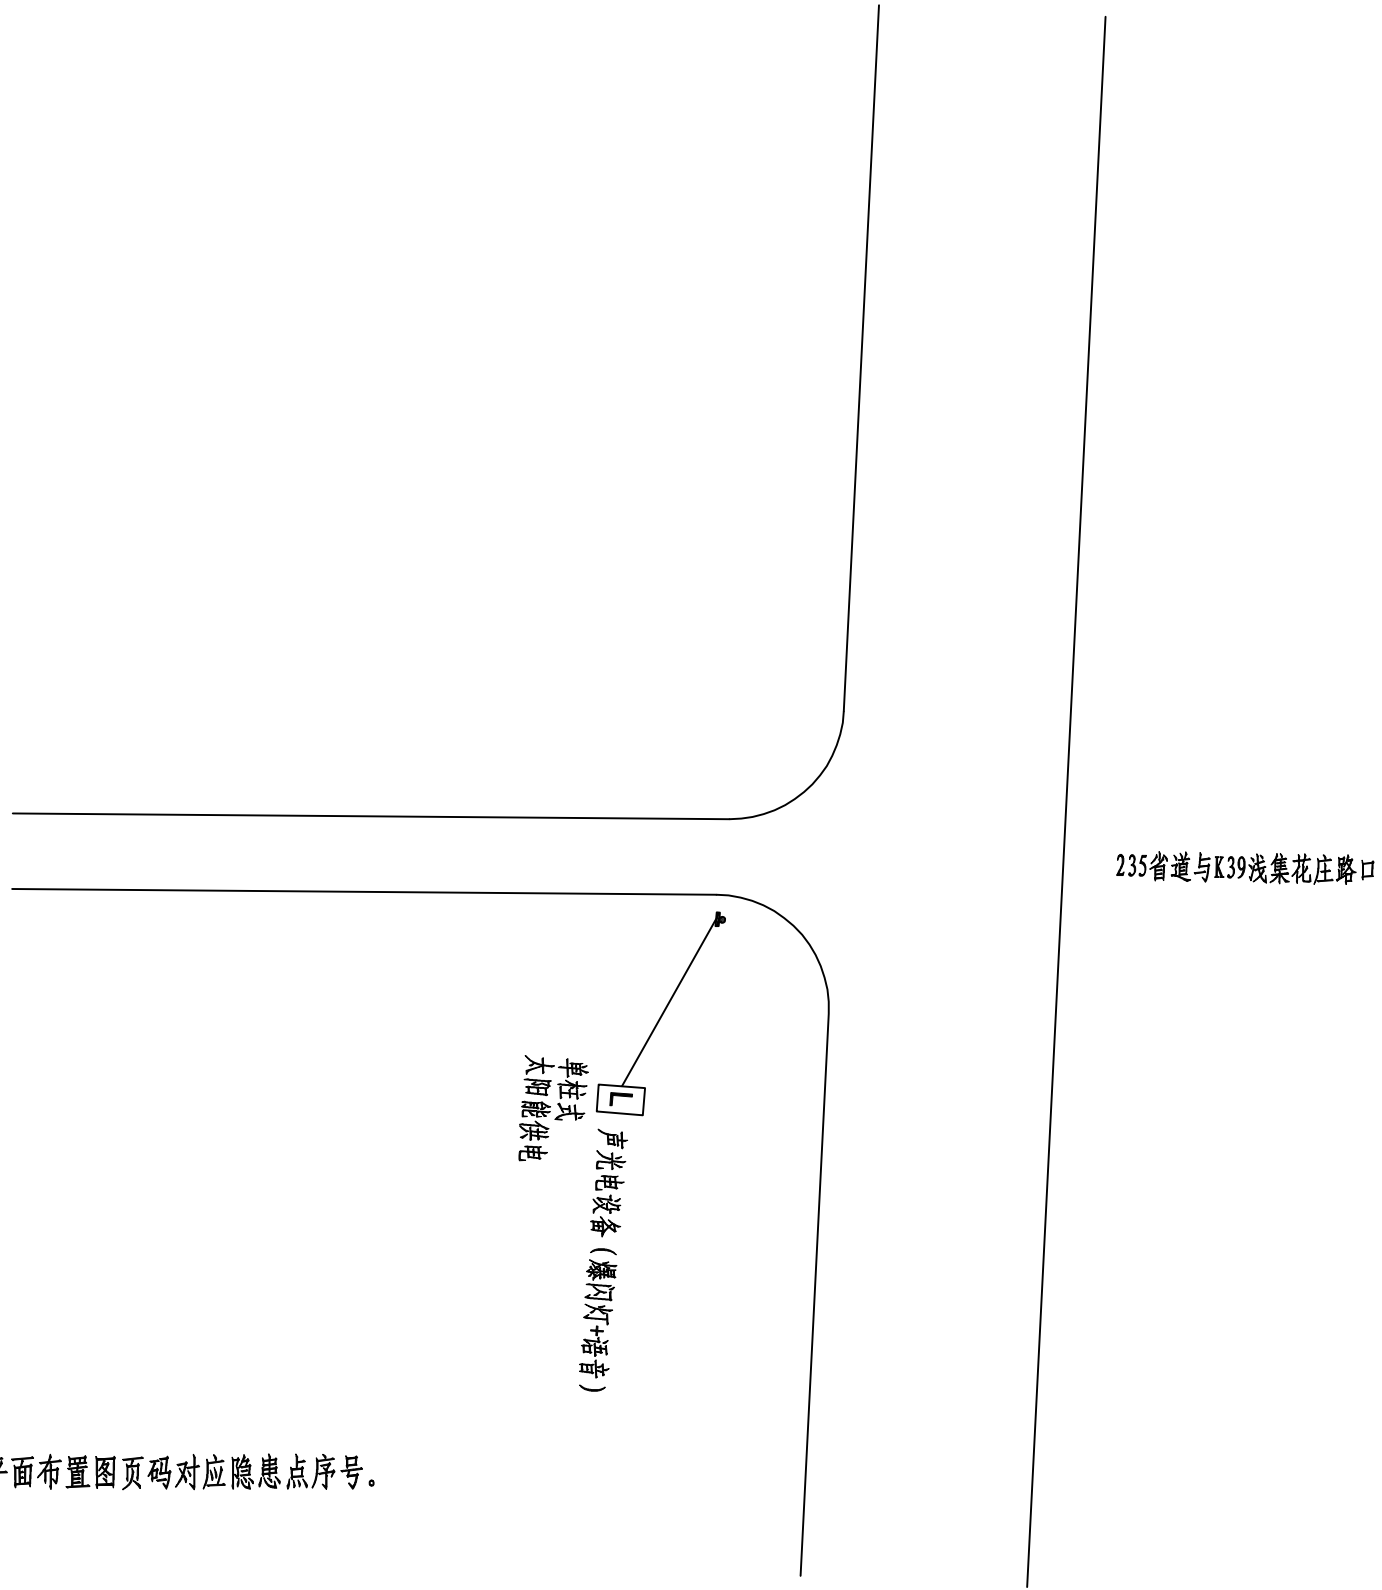 235省道与K39浅集花庄路口
L
声光电设备(爆闪灯+语音)
单柱式
太阳能供电
平面布置图页码对应隐患点序号。